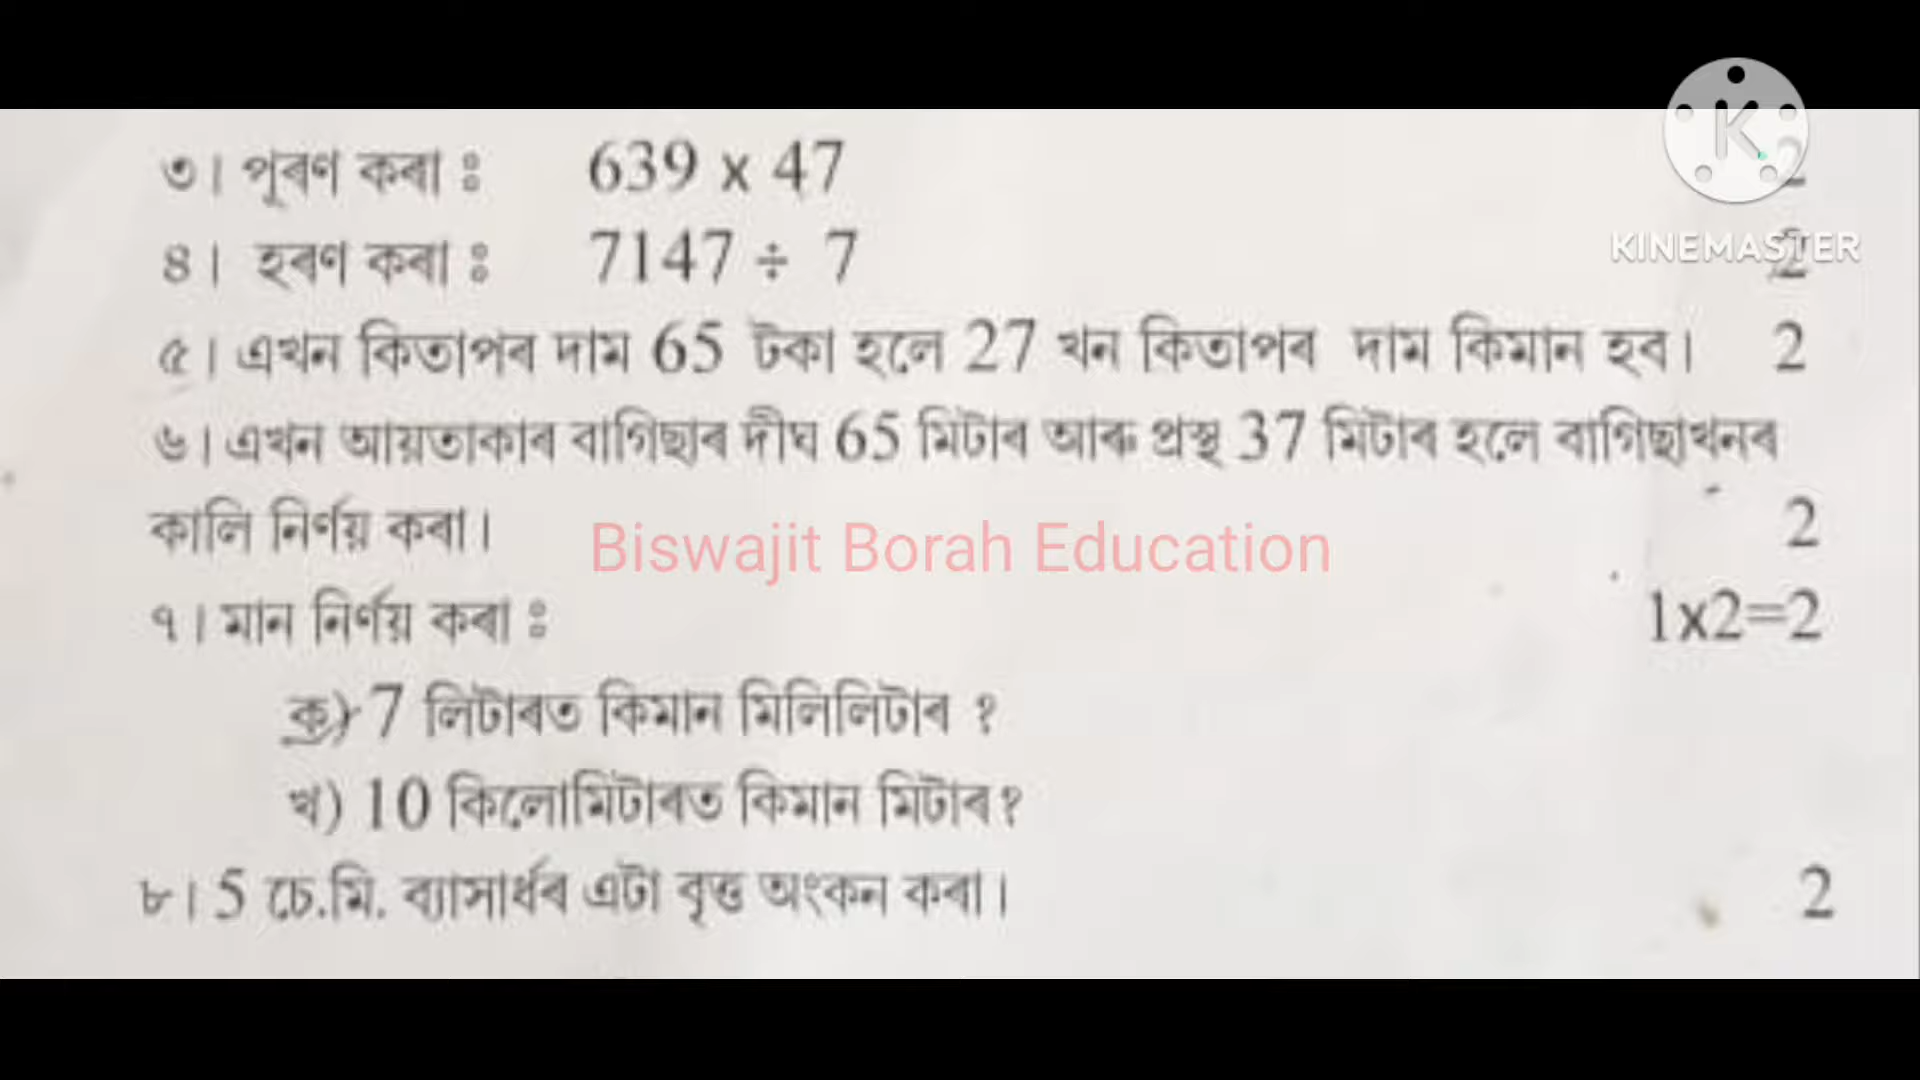 ৩। পূৰণ কৰা ঃ 639 x 47 2
KINEMASTER
৪। হৰণ কৰা ঃ 7147 ÷ 7 2
৫। এখন কিতাপৰ দাম 65 টকা হলে 27 খন কিতাপৰ দাম কিমান হব। 2
৬। এখন আয়তাকাৰ বাগিছাৰ দীঘ 65 মিটাৰ আৰু প্ৰস্থ 37 মিটাৰ হলে বাগিছাখনৰ
কালি নিৰ্ণয় কৰা। 2
Biswajit Borah Education
৭। মান নিৰ্ণয় কৰা ঃ 1x2=2
ক) 7 লিটাৰত কিমান মিলিলিটাৰ ?
খ) 10 কিলোমিটাৰত কিমান মিটাৰ?
৮। 5 চে.মি. ব্যাসাৰ্ধৰ এটা বৃত্ত অংকন কৰা। 2